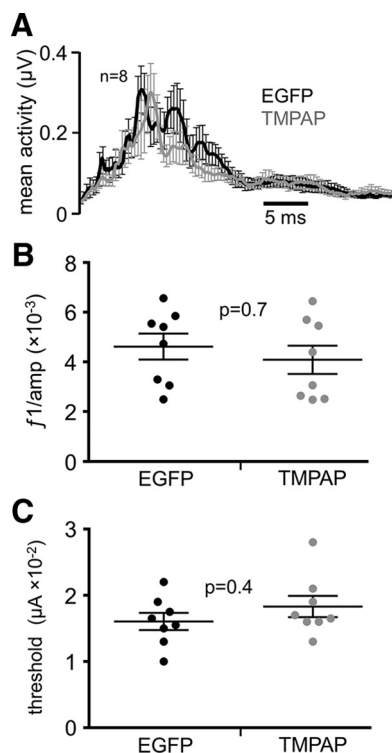 A
mean activity (μV)
0.4
0.2
0
n=8
EGFP
TMPAP
5 ms
B
f1/amp (×10⁻³)
8
6
4
2
0
p=0.7
EGFP TMPAP
C
threshold (μA ×10⁻²)
3
2
1
0
p=0.4
EGFP TMPAP